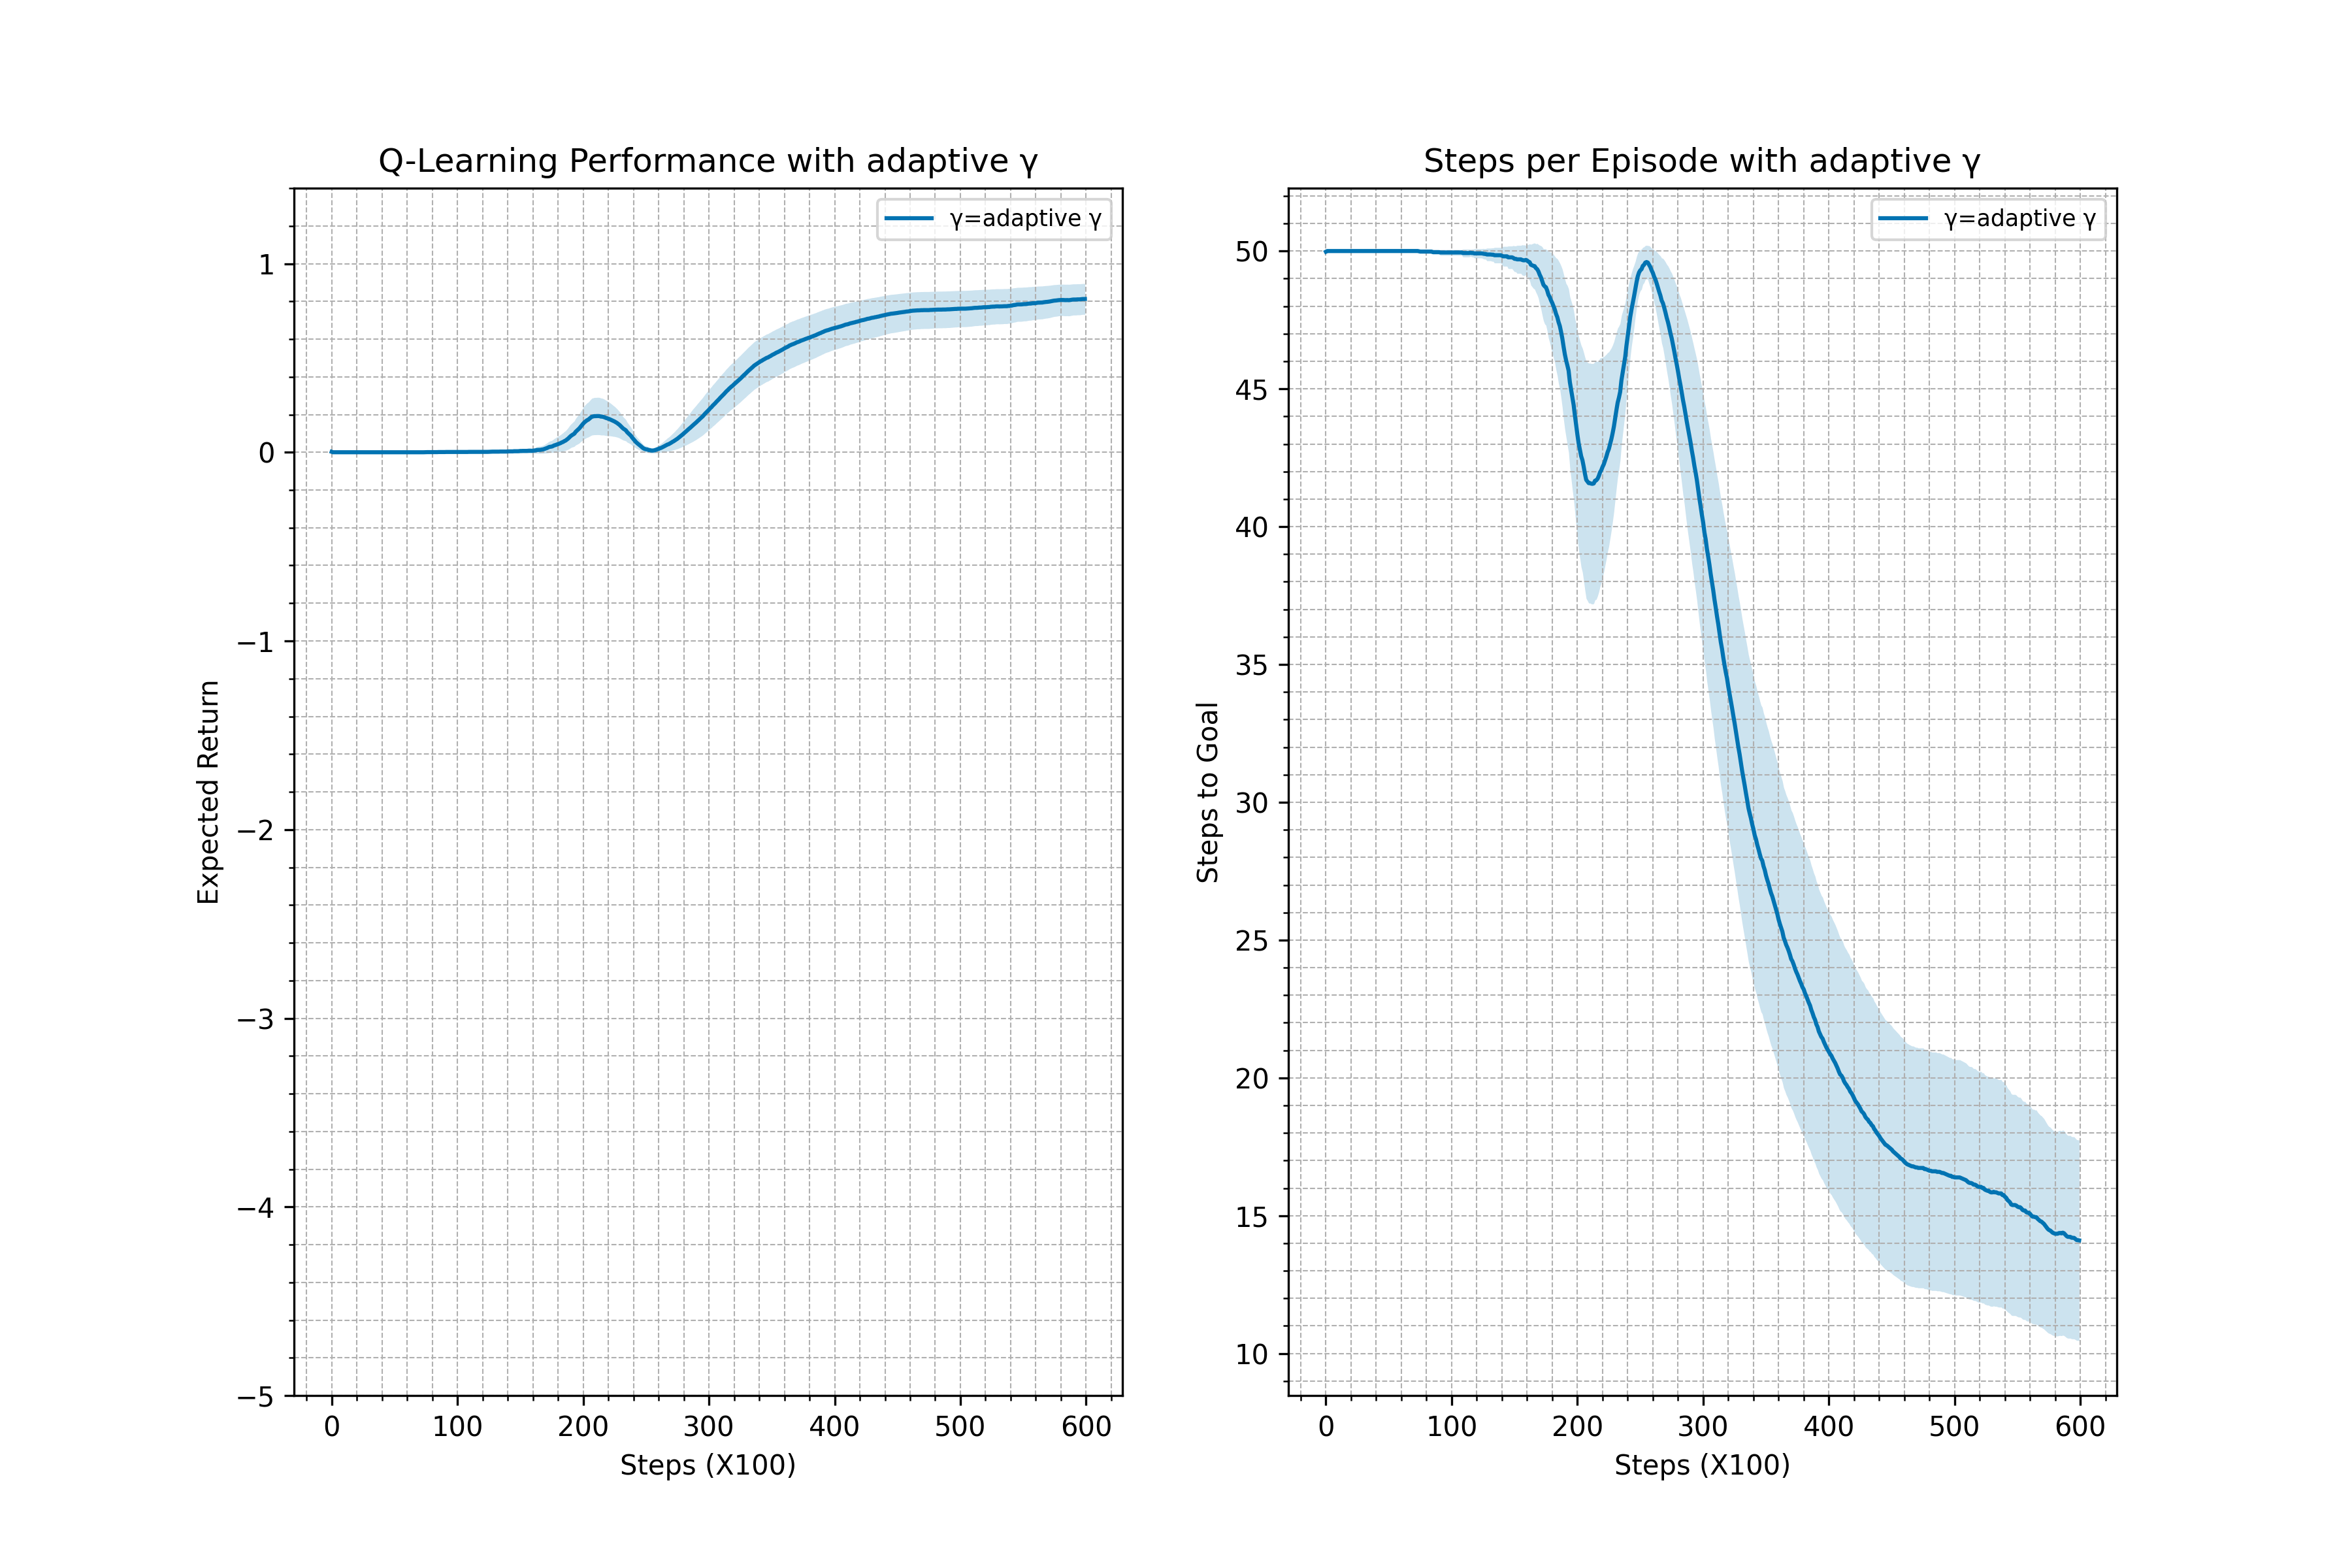 Q-Learning Performance with adaptive γ
γ=adaptive γ
1
0
−1
−2
−3
−4
−5
Expected Return
0 100 200 300 400 500 600
Steps (X100)
Steps per Episode with adaptive γ
γ=adaptive γ
50
45
40
35
30
25
20
15
10
Steps to Goal
0 100 200 300 400 500 600
Steps (X100)